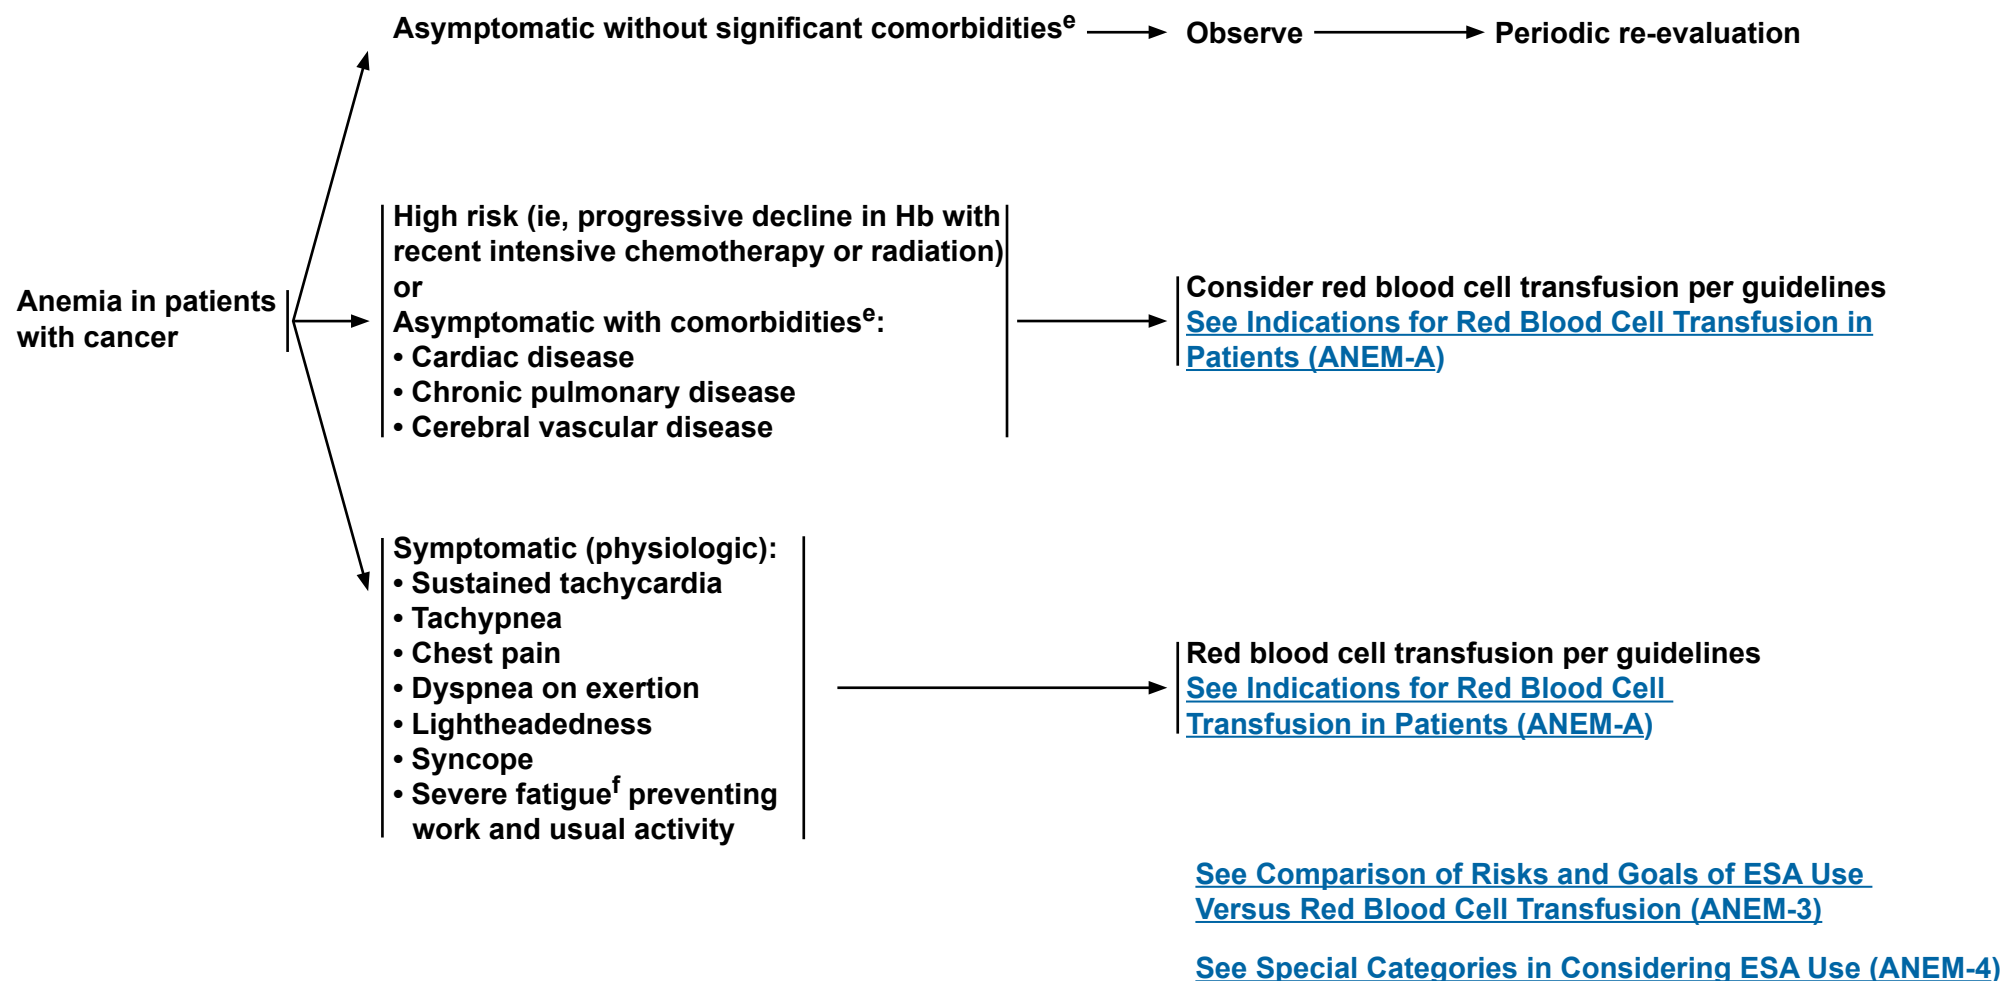 Asymptomatic without significant comorbiditiesᵉ
Observe
Periodic re-evaluation
Anemia in patients
with cancer
High risk (ie, progressive decline in Hb with
recent intensive chemotherapy or radiation)
or
Asymptomatic with comorbiditiesᵉ:
• Cardiac disease
• Chronic pulmonary disease
• Cerebral vascular disease
Consider red blood cell transfusion per guidelines
See Indications for Red Blood Cell Transfusion in
Patients (ANEM-A)
Symptomatic (physiologic):
• Sustained tachycardia
• Tachypnea
• Chest pain
• Dyspnea on exertion
• Lightheadedness
• Syncope
• Severe fatigueᶠ preventing
work and usual activity
Red blood cell transfusion per guidelines
See Indications for Red Blood Cell
Transfusion in Patients (ANEM-A)
See Comparison of Risks and Goals of ESA Use
Versus Red Blood Cell Transfusion (ANEM-3)
See Special Categories in Considering ESA Use (ANEM-4)